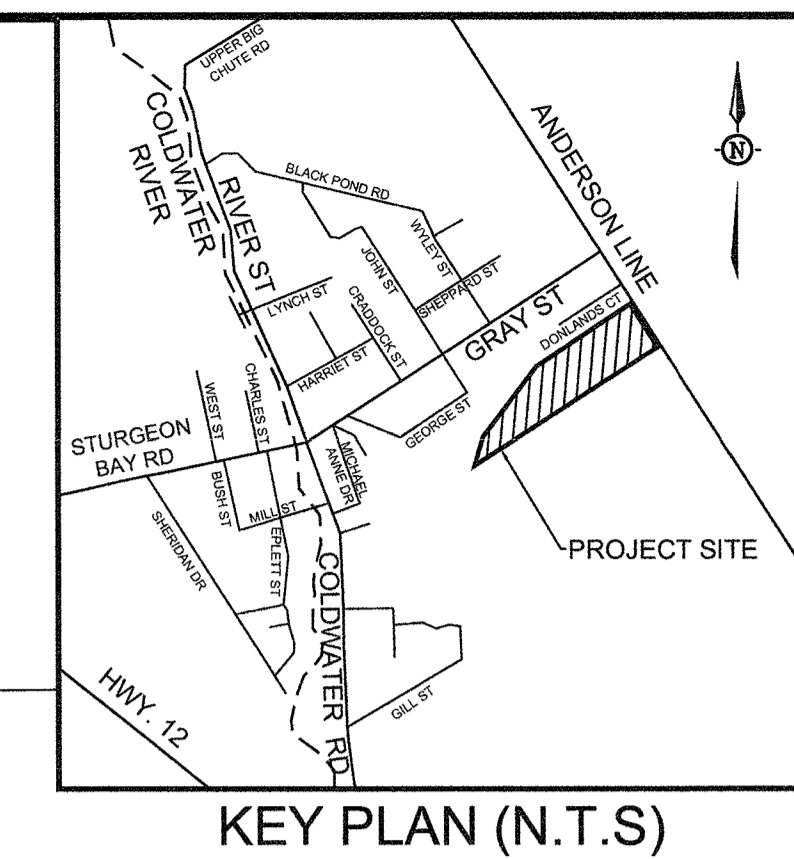 UPPER BIG
CHUTE RD
COLDWATER
RIVER
ANDERSON LINE
N
RIVER ST
BLACK POND RD
WYLEY ST
JOHN ST
SHEPPARD ST
LYNCH ST
CRADDOCK ST
GRAY ST
DONLANDS CT
HARRIET ST
WEST ST
CHARLES ST
GEORGE ST
STURGEON
BAY RD
MICHAEL
ANNE DR
BUSH ST
MILL ST
SHERIDAN DR
EPLETT ST
COLDWATER RD
PROJECT SITE
GILL ST
HWY. 12
KEY PLAN (N.T.S)